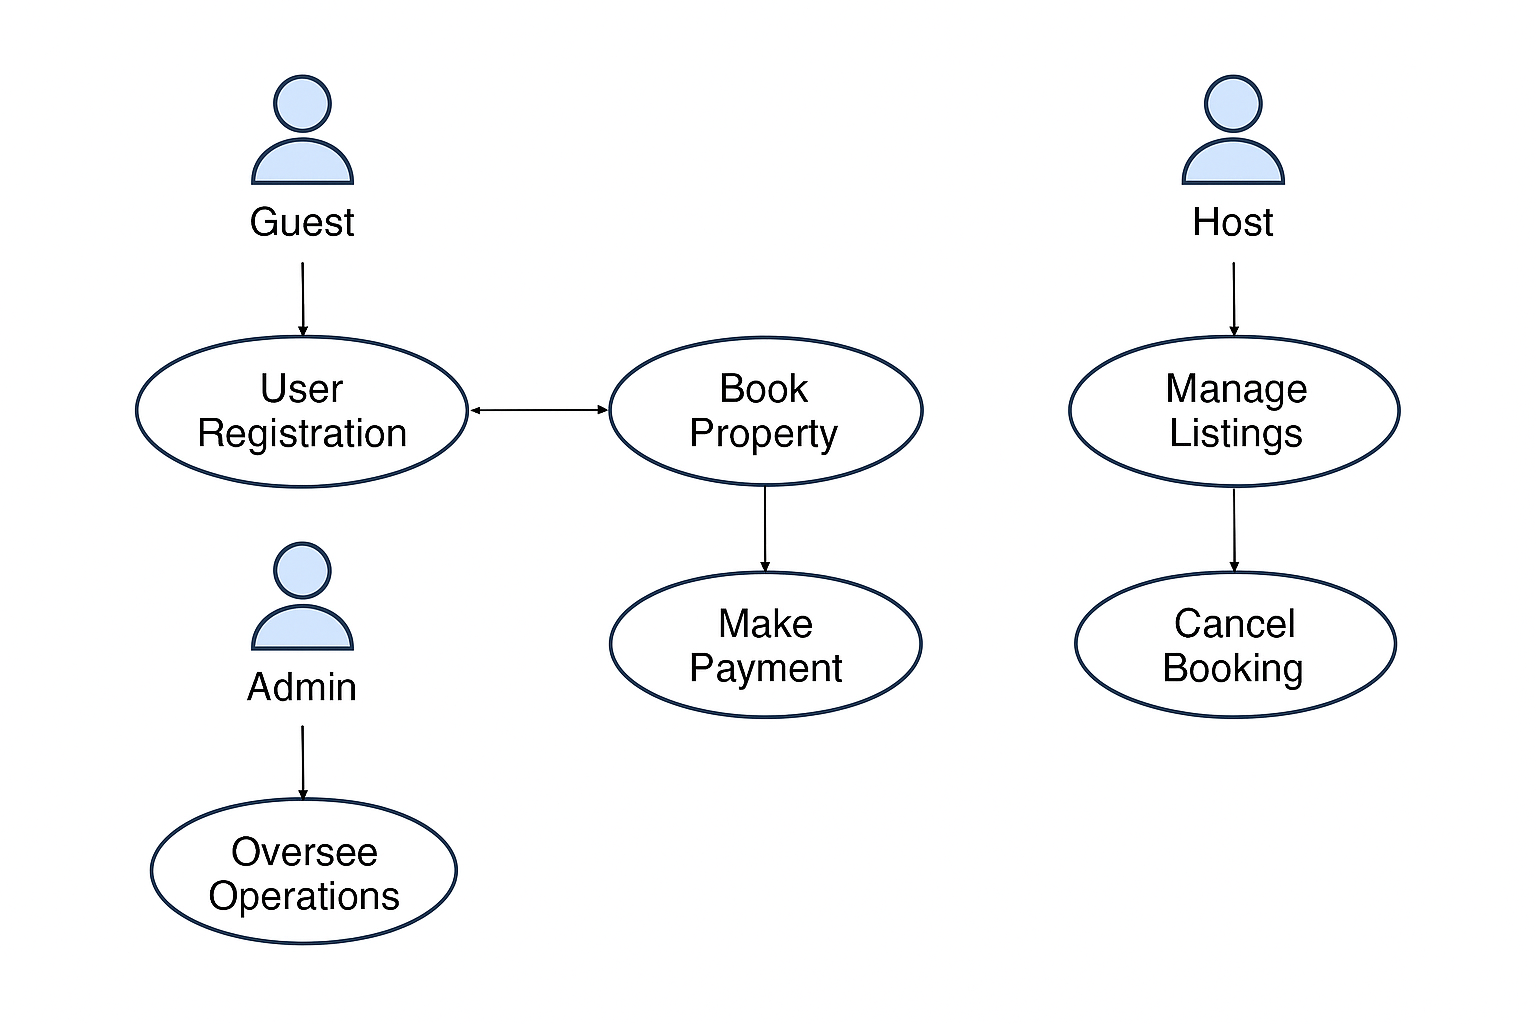 Guest
Host
User
Registration
Book
Property
Manage
Listings
Admin
Make
Payment
Cancel
Booking
Oversee
Operations